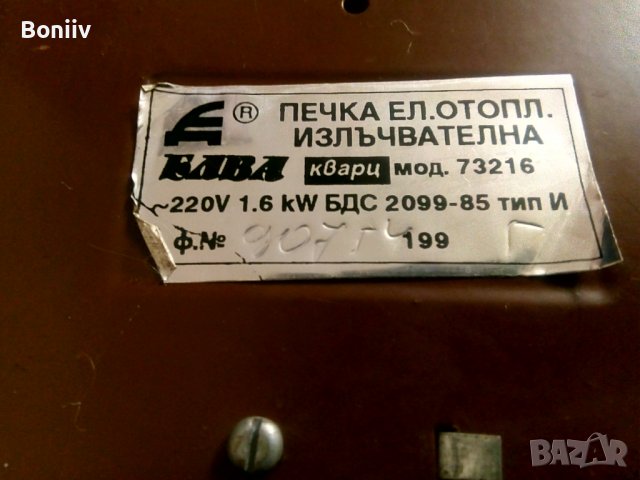 Boniiv
® ПЕЧКА ЕЛ.ОТОПЛ.
ИЗЛЪЧВАТЕЛНА
ЕЛВА кварц мод. 73216
~220V 1.6 kW БДС 2099-85 тип И
ф.№ 199 г
BAZAR